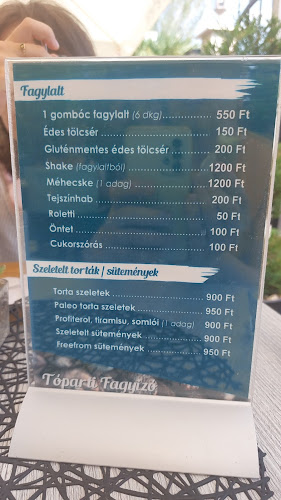 Fagylalt
1 gombóc fagylalt (6 dkg).................. 550 Ft
Édes tölcsér.................................. 150 Ft
Gluténmentes édes tölcsér ......... 200 Ft
Shake (fagylaltból)...................... 1200 Ft
Méhecske (1 adag)..................... 1200 Ft
Tejszínhab.................................... 200 Ft
Roletti............................................ 50 Ft
Öntet............................................ 100 Ft
Cukorszórás................................. 100 Ft
Szeletelt torták | sütemények
Torta szeletek ............................ 900 Ft
Paleo torta szeletek.................... 950 Ft
Profiterol, tiramisu, somlói (1 adag) 900 Ft
Szeletelt sütemények................. 900 Ft
Freefrom sütemények................ 950 Ft
Tóparti Fagyizó